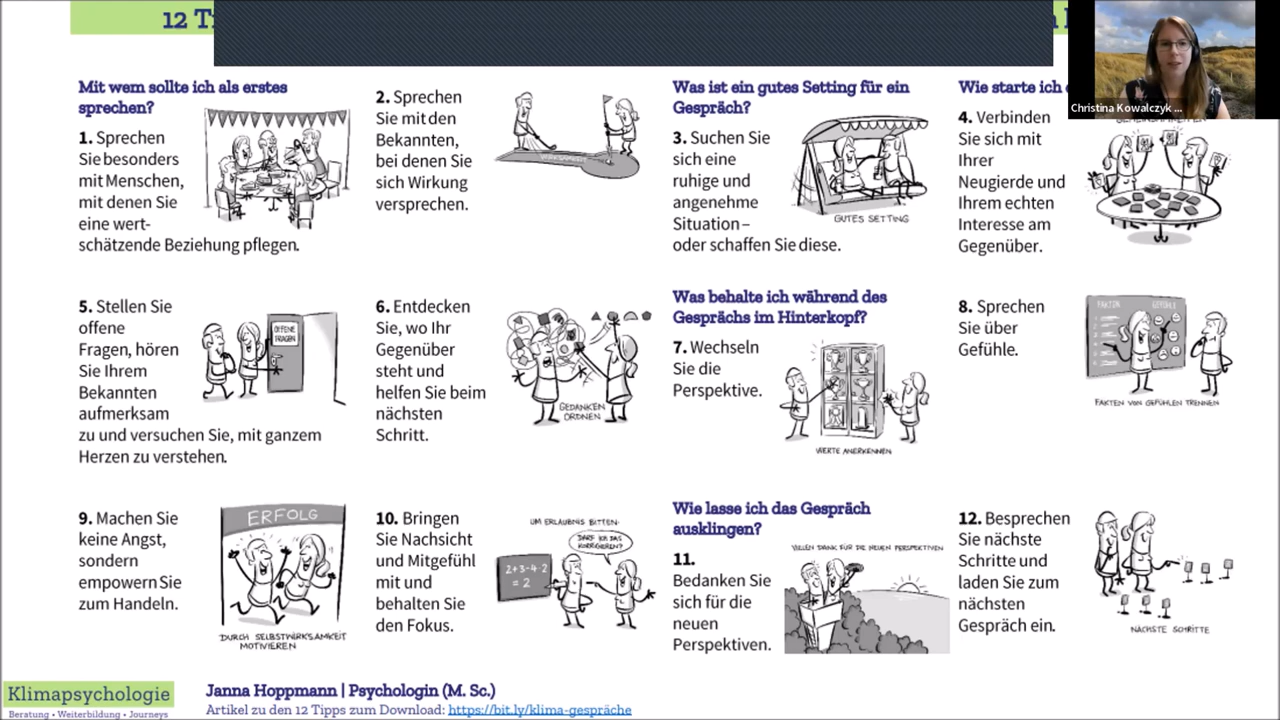 12 T
Christina Kowalczyk ...
Mit wem sollte ich als erstes
sprechen?
1. Sprechen
Sie besonders
mit Menschen,
mit denen Sie
eine wert-
schätzende Beziehung pflegen.
2. Sprechen
Sie mit den
Bekannten,
bei denen Sie
sich Wirkung
versprechen.
WIRKSAMKEIT
Was ist ein gutes Setting für ein
Gespräch?
3. Suchen Sie
sich eine
ruhige und
angenehme
Situation –
oder schaffen Sie diese.
GUTES SETTING
Wie starte ich
4. Verbinden
Sie sich mit
Ihrer
Neugierde und
Ihrem echten
Interesse am
Gegenüber.
GEMEINSAMKEITEN
5. Stellen Sie
offene
Fragen, hören
Sie Ihrem
Bekannten
aufmerksam
zu und versuchen Sie, mit ganzem
Herzen zu verstehen.
OFFENE
FRAGEN
6. Entdecken
Sie, wo Ihr
Gegenüber
steht und
helfen Sie beim
nächsten
Schritt.
GEDANKEN
ORDNEN
Was behalte ich während des
Gesprächs im Hinterkopf?
7. Wechseln
Sie die
Perspektive.
WERTE ANERKENNEN
8. Sprechen
Sie über
Gefühle.
FAKTEN
GEFÜHLE
FAKTEN VON GEFÜHLEN TRENNEN
9. Machen Sie
keine Angst,
sondern
empowern Sie
zum Handeln.
ERFOLG
DURCH SELBSTWIRKSAMKEIT
MOTIVIEREN
10. Bringen
Sie Nachsicht
und Mitgefühl
mit und
behalten Sie
den Fokus.
UM ERLAUBNIS BITTEN:
DARF ICH DAS
KORRIGIEREN?
2+3-4·2
= 2
Wie lasse ich das Gespräch
ausklingen?
11.
Bedanken Sie
sich für die
neuen
Perspektiven.
VIELEN DANK FÜR DIE NEUEN PERSPEKTIVEN
12. Besprechen
Sie nächste
Schritte und
laden Sie zum
nächsten
Gespräch ein.
NÄCHSTE SCHRITTE
Klimapsychologie
Beratung • Weiterbildung • Journeys
Janna Hoppmann | Psychologin (M. Sc.)
Artikel zu den 12 Tipps zum Download: https://bit.ly/klima-gespräche